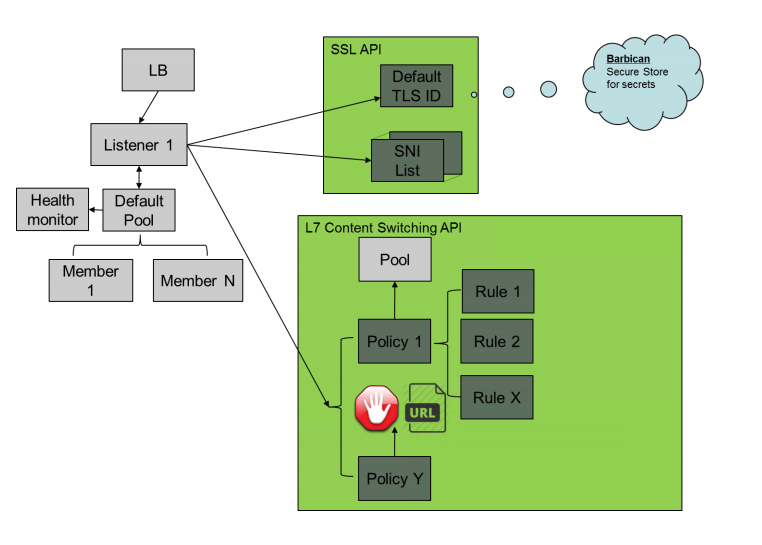 LB
Listener 1
Health
monitor
Default
Pool
Member
1
Member N
SSL API
Default
TLS ID
SNI
List
Barbican
Secure Store
for secrets
L7 Content Switching API
Pool
Policy 1
Rule 1
Rule 2
Rule X
URL
Policy Y